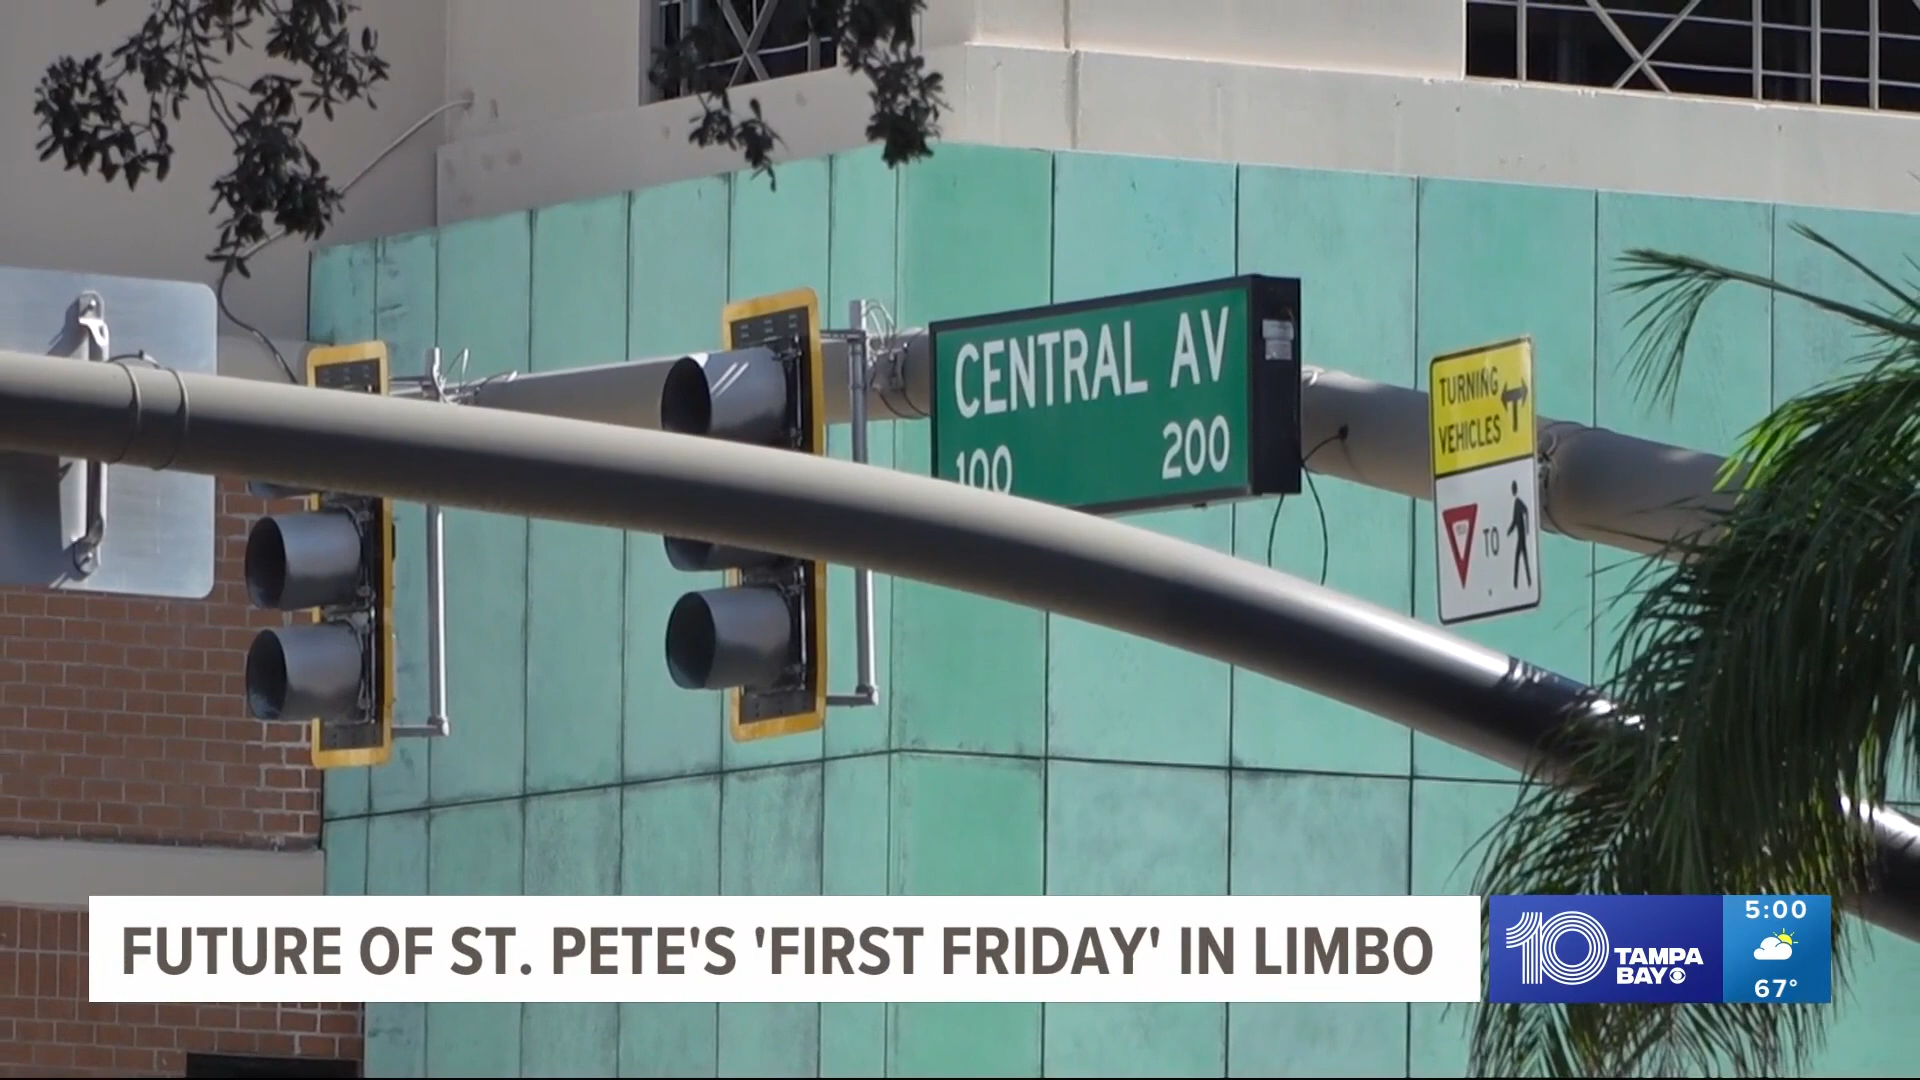 CENTRAL AV
100 200
TURNING
VEHICLES
YIELD TO
FUTURE OF ST. PETE'S 'FIRST FRIDAY' IN LIMBO
10 TAMPA
BAY
5:00
67°